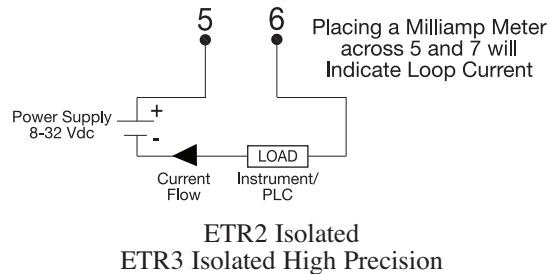 5
6
Placing a Milliamp Meter
across 5 and 7 will
Indicate Loop Current
+
Power Supply
8-32 Vdc
-
LOAD
Current
Flow
Instrument/
PLC
ETR2 Isolated
ETR3 Isolated High Precision